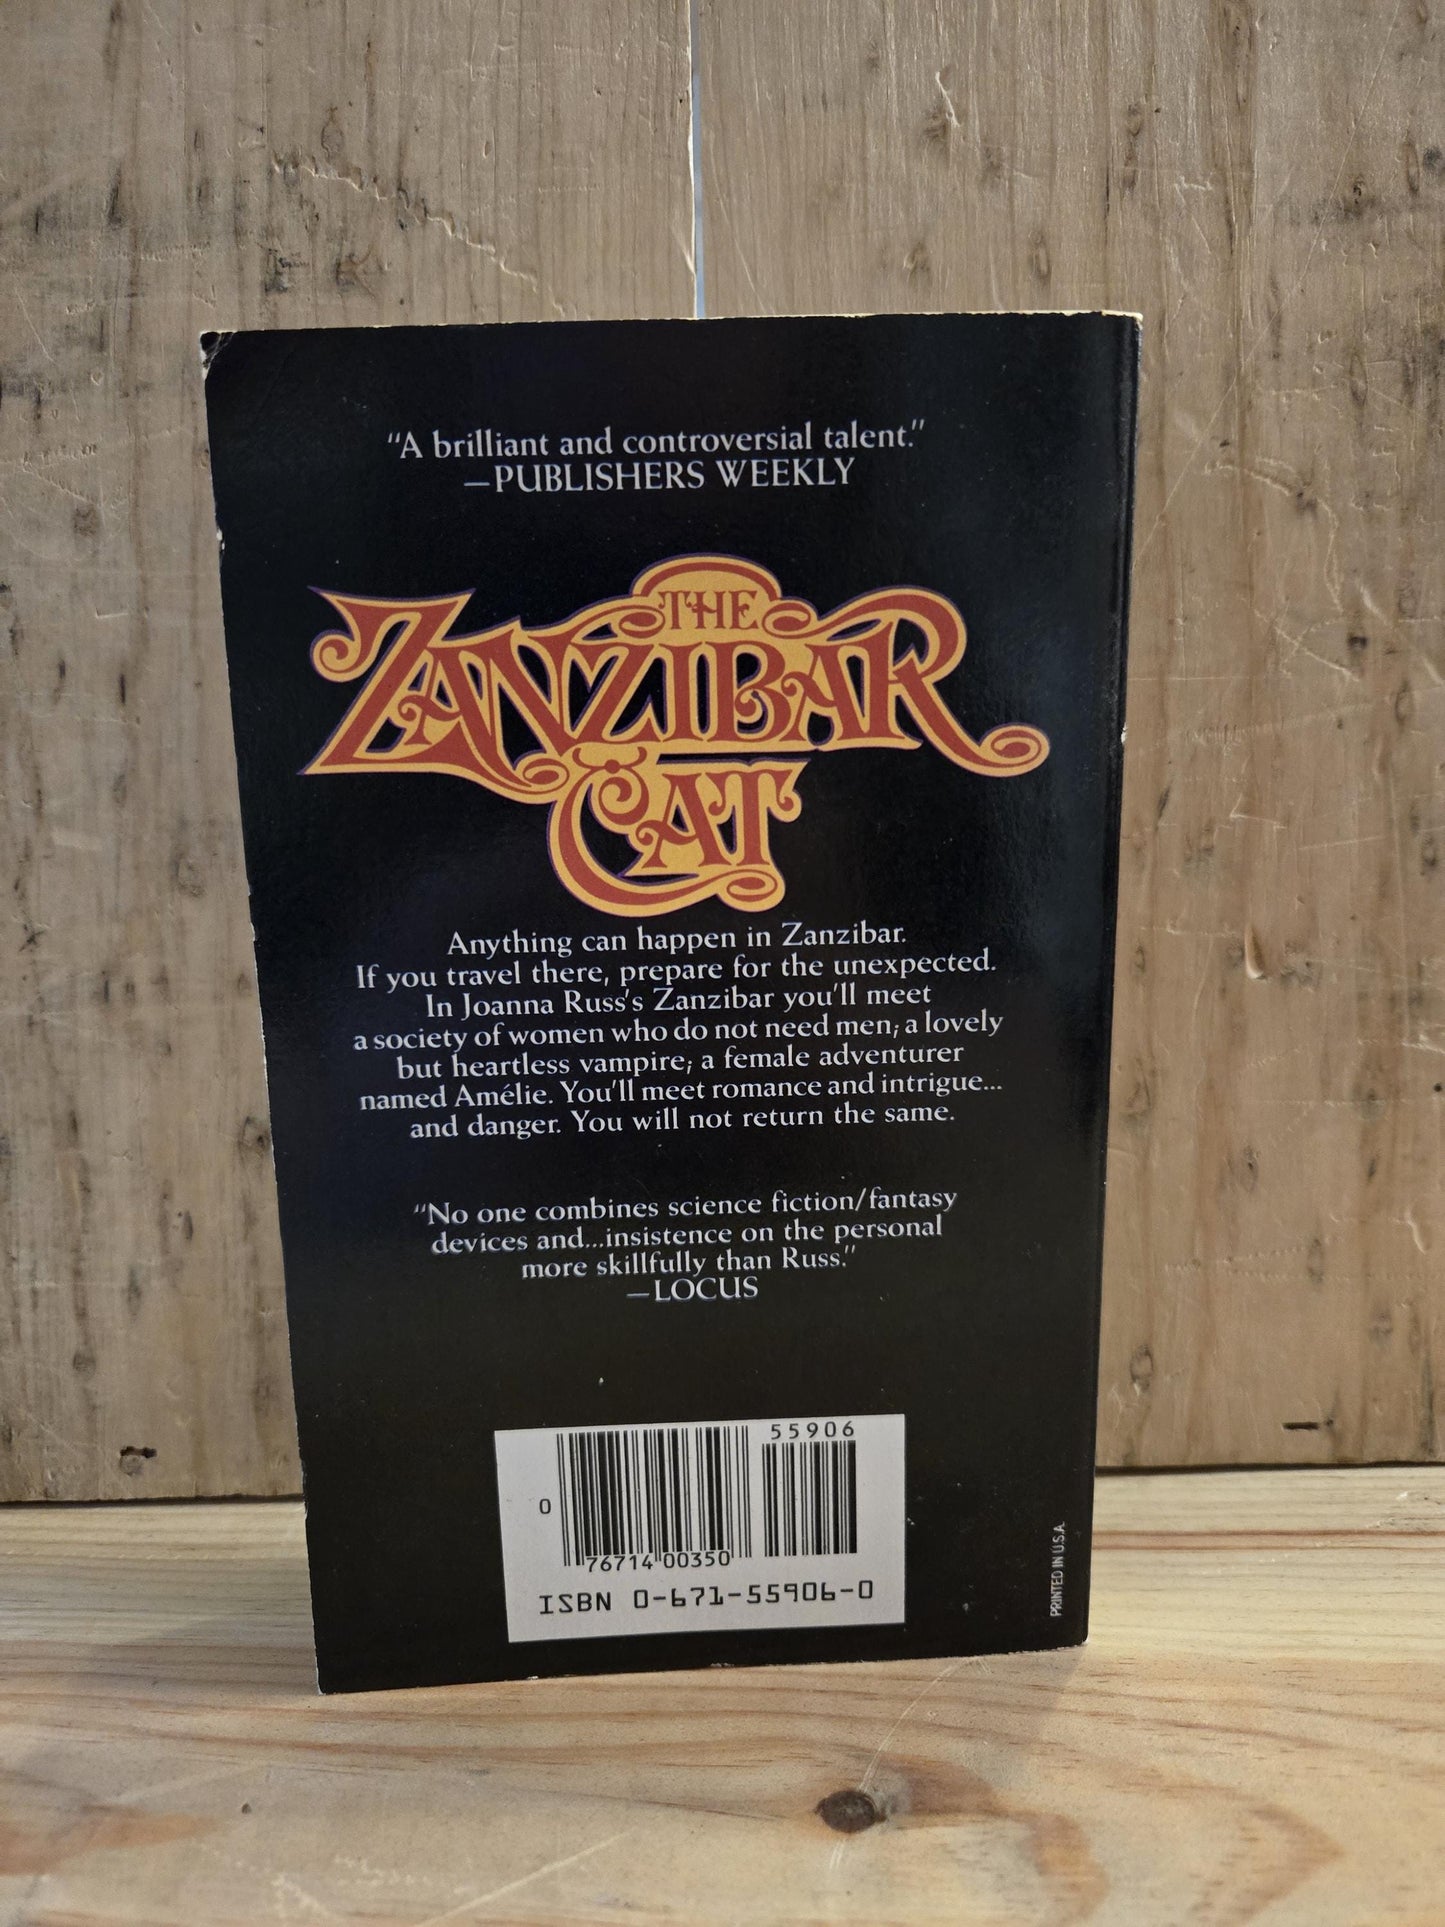 "A brilliant and controversial talent."
—PUBLISHERS WEEKLY
THE
ZANZIBAR
CAT
Anything can happen in Zanzibar.
If you travel there, prepare for the unexpected.
In Joanna Russ's Zanzibar you'll meet
a society of women who do not need men; a lovely
but heartless vampire; a female adventurer
named Amélie. You'll meet romance and intrigue...
and danger. You will not return the same.
"No one combines science fiction/fantasy
devices and...insistence on the personal
more skillfully than Russ."
—LOCUS
55906
0
76714 00350
ISBN 0-671-55906-0
PRINTED IN U.S.A.